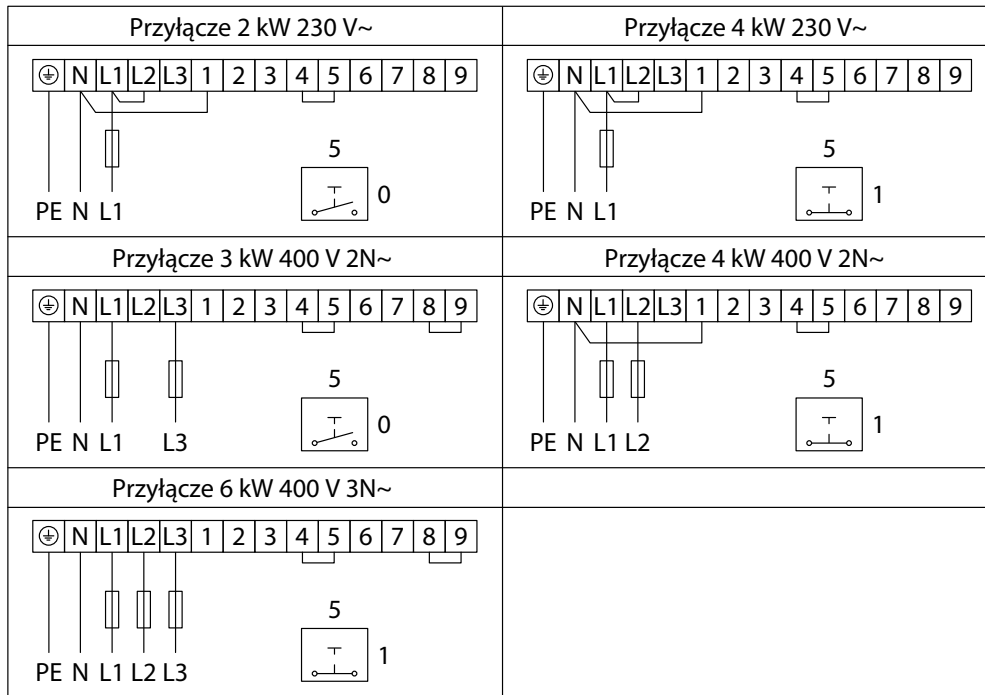 Przyłącze 2 kW 230 V~
N L1 L2 L3 1 2 3 4 5 6 7 8 9
5
0
PE N L1
Przyłącze 4 kW 230 V~
N L1 L2 L3 1 2 3 4 5 6 7 8 9
5
1
PE N L1
Przyłącze 3 kW 400 V 2N~
N L1 L2 L3 1 2 3 4 5 6 7 8 9
5
0
PE N L1 L3
Przyłącze 4 kW 400 V 2N~
N L1 L2 L3 1 2 3 4 5 6 7 8 9
5
1
PE N L1 L2
Przyłącze 6 kW 400 V 3N~
N L1 L2 L3 1 2 3 4 5 6 7 8 9
5
1
PE N L1 L2 L3